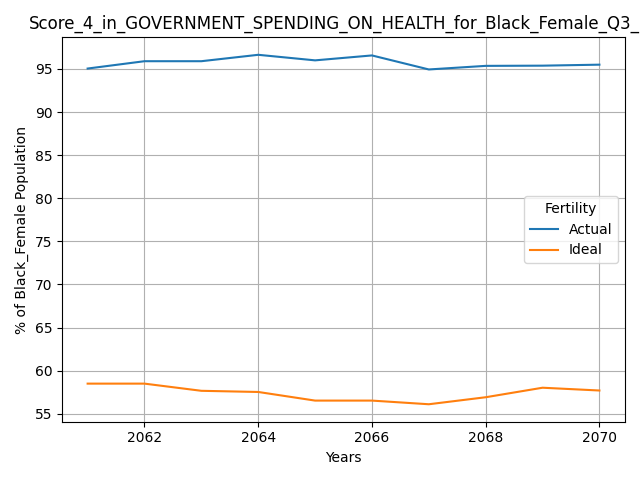 Score_4_in_GOVERNMENT_SPENDING_ON_HEALTH_for_Black_Female_Q3_
95
90
85
80
75
70
65
60
55
% of Black_Female Population
Fertility
Actual
Ideal
2062 2064 2066 2068 2070
Years